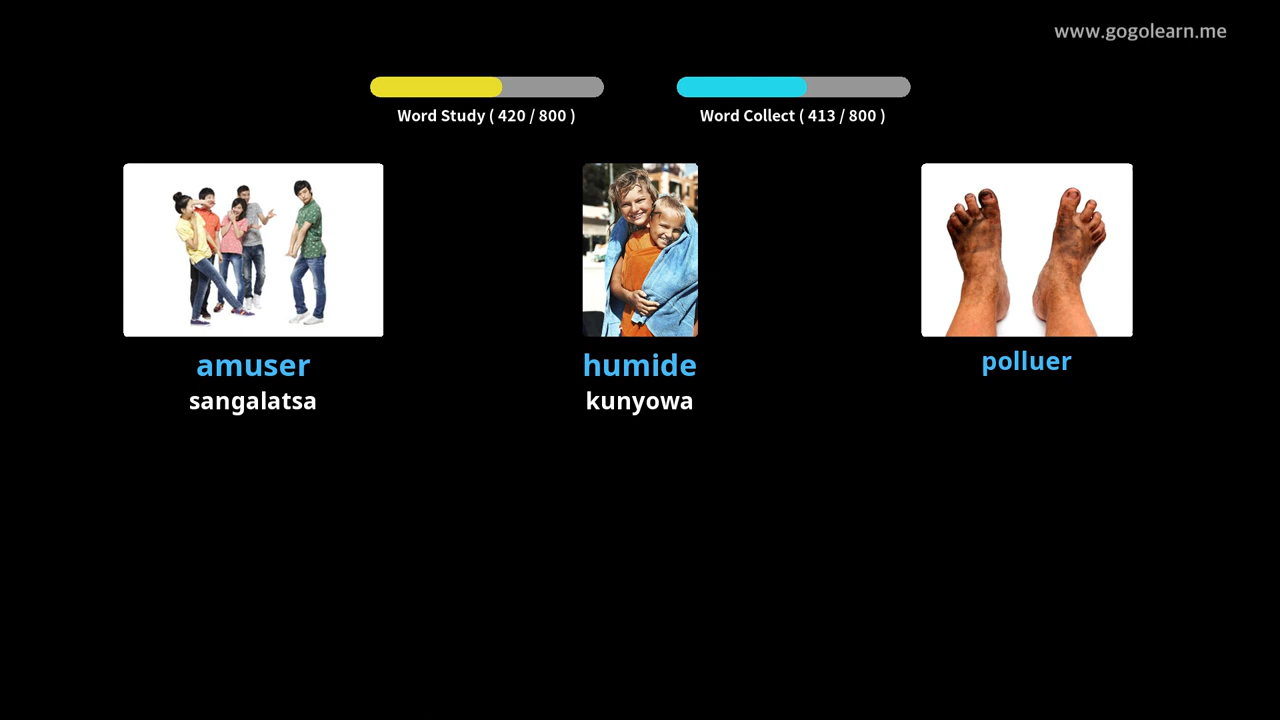 www.gogolearn.me
Word Study ( 420 / 800 )
Word Collect ( 413 / 800 )
amuser
sangalatsa
humide
kunyowa
polluer